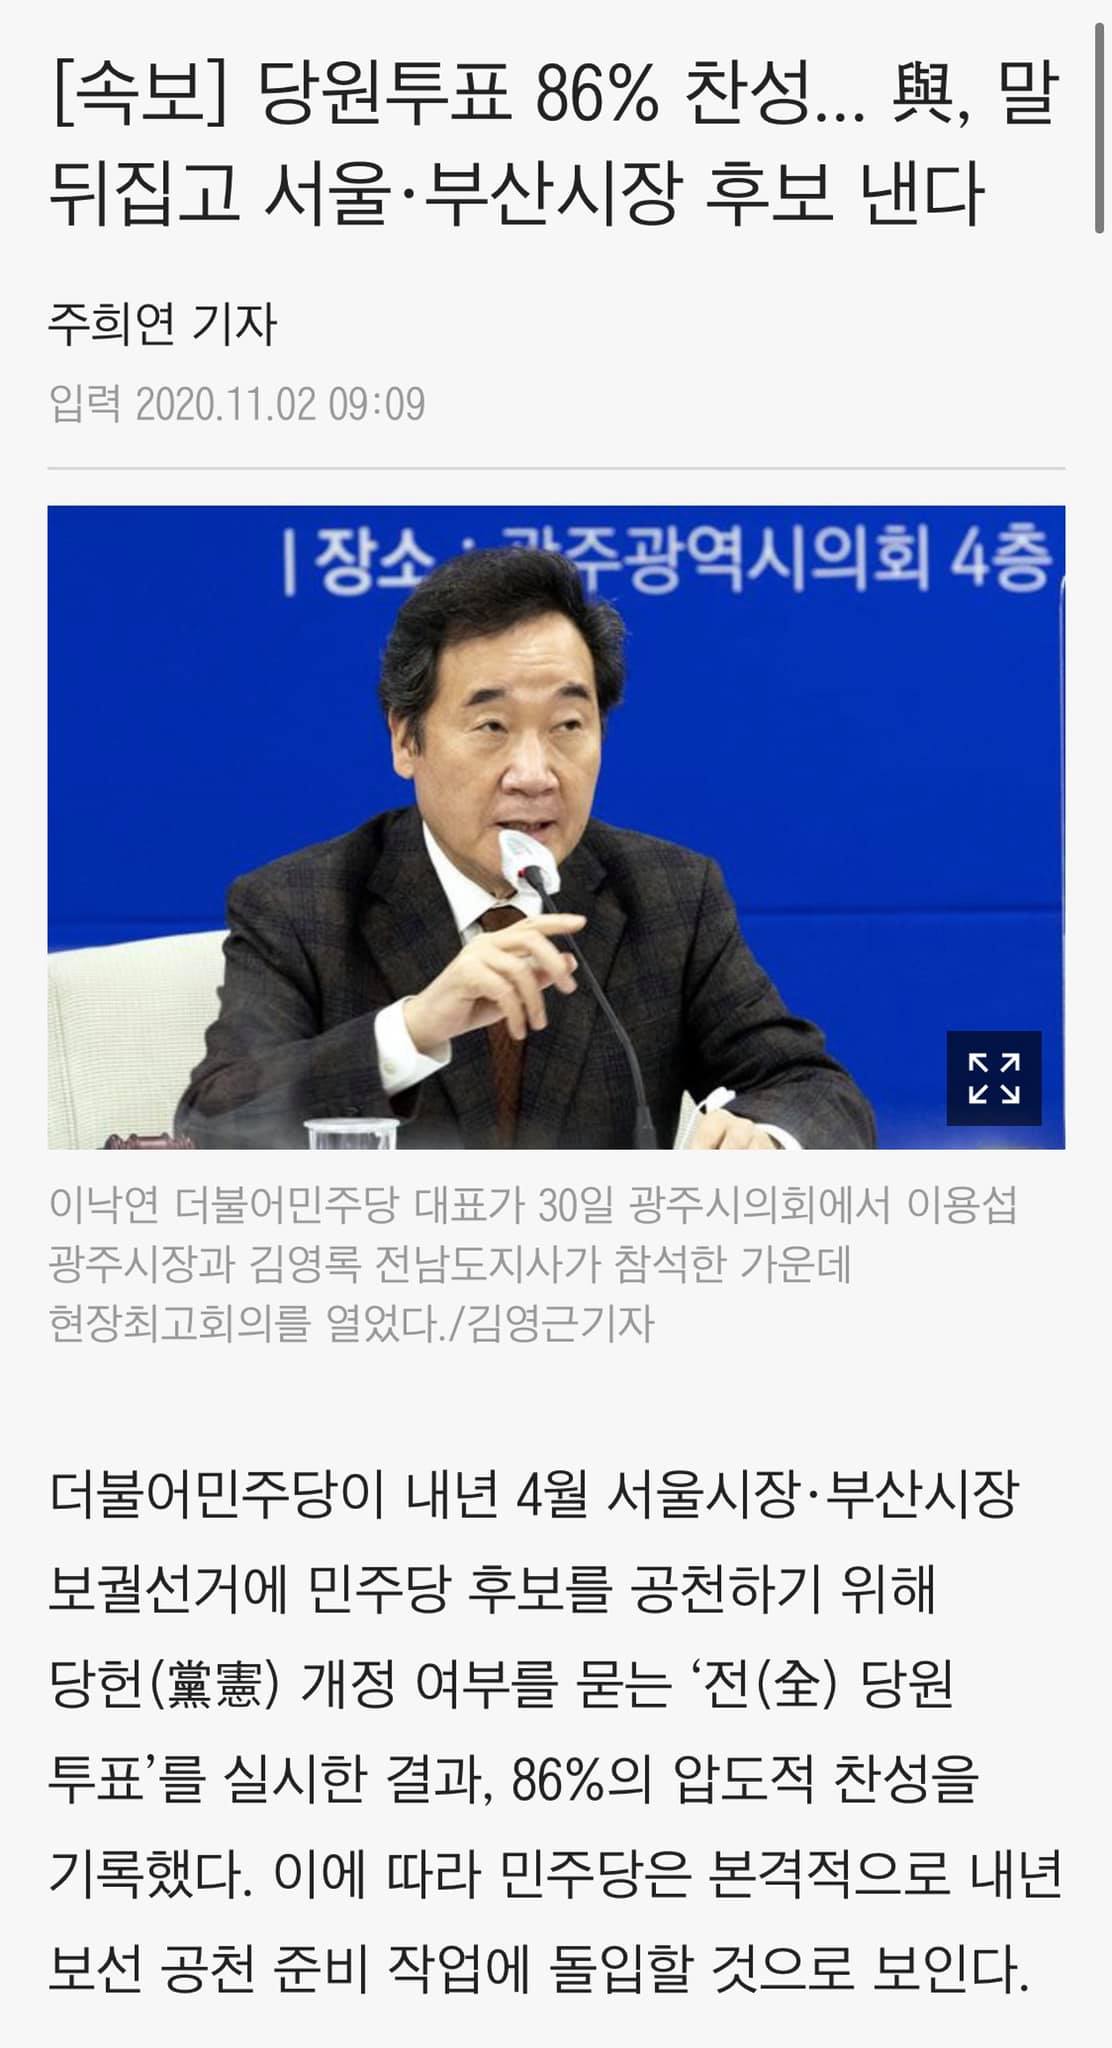 [속보] 당원투표 86% 찬성... 與, 말
뒤집고 서울·부산시장 후보 낸다
주희연 기자
입력 2020.11.02 09:09
| 장소 : 광주광역시의회 4층
이낙연 더불어민주당 대표가 30일 광주시의회에서 이용섭
광주시장과 김영록 전남도지사가 참석한 가운데
현장최고회의를 열었다./김영근기자
더불어민주당이 내년 4월 서울시장·부산시장
보궐선거에 민주당 후보를 공천하기 위해
당헌(黨憲) 개정 여부를 묻는 ‘전(全) 당원
투표’를 실시한 결과, 86%의 압도적 찬성을
기록했다. 이에 따라 민주당은 본격적으로 내년
보선 공천 준비 작업에 돌입할 것으로 보인다.